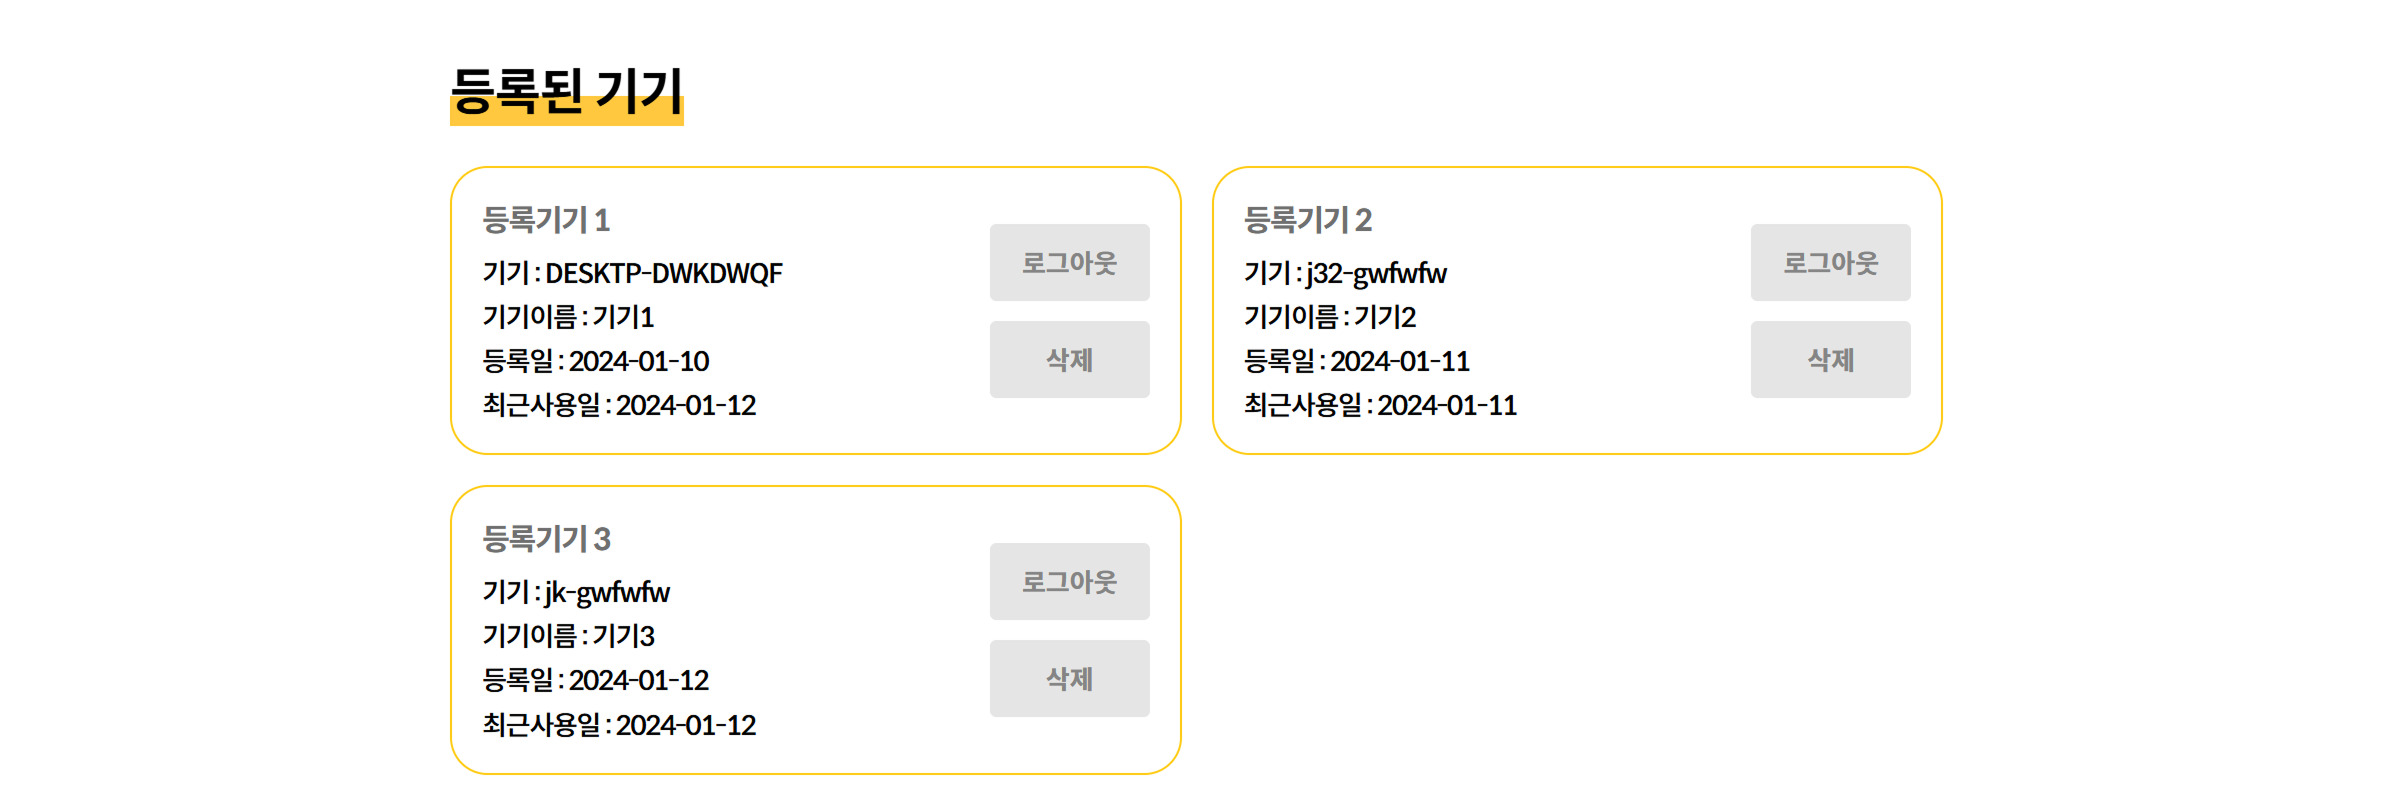 등록된 기기
등록기기 1
기기 : DESKTP-DWKDWQF
기기이름 : 기기1
등록일 : 2024-01-10
최근사용일 : 2024-01-12
로그아웃
삭제
등록기기 2
기기 : j32-gwfwfw
기기이름 : 기기2
등록일 : 2024-01-11
최근사용일 : 2024-01-11
로그아웃
삭제
등록기기 3
기기 : jk-gwfwfw
기기이름 : 기기3
등록일 : 2024-01-12
최근사용일 : 2024-01-12
로그아웃
삭제